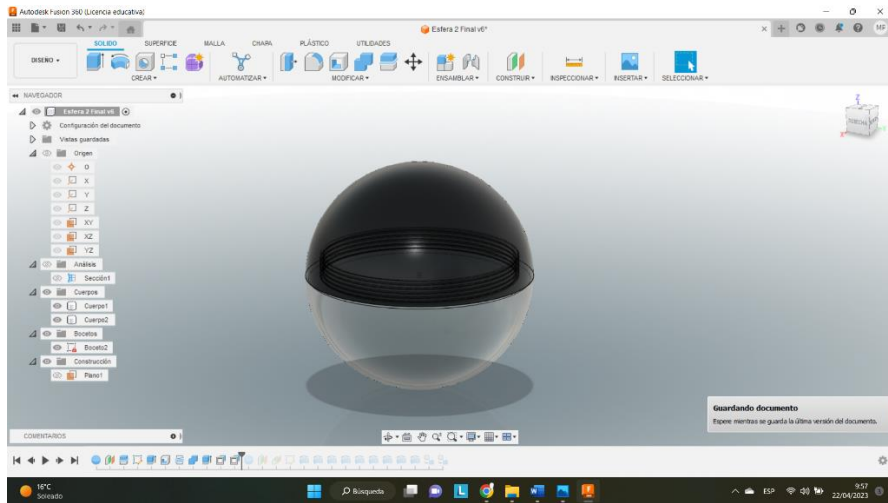 Autodesk Fusion 360 (Licencia educativa)
Esfera 2 Final v6*
MF
DISEÑO
SOLIDO
SUPERFICIE
MALLA
CHAPA
PLÁSTICO
UTILIDADES
CREAR
AUTOMATIZAR
MODIFICAR
ENSAMBLAR
CONSTRUIR
INSPECCIONAR
INSERTAR
SELECCIONAR
NAVEGADOR
Esfera 2 Final v6
Configuración del documento
Vistas guardadas
Origen
O
X
Y
Z
XY
XZ
YZ
Análisis
Sección1
Cuerpos
Cuerpo1
Cuerpo2
Bocetos
Boceto2
Construcción
Plano1
Z
Guardando documento
Espere mientras se guarda la última versión del documento.
COMENTARIOS
16°C
Soleado
Búsqueda
ESP
9:57
22/04/2023